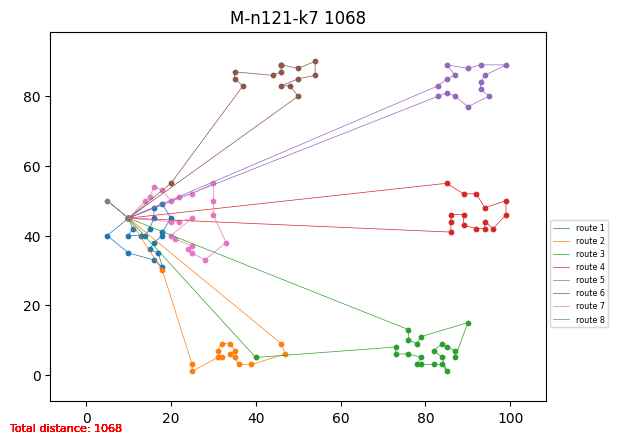 M-n121-k7 1068
80
60
40
20
0
0
20
40
60
80
100
route 1
route 2
route 3
route 4
route 5
route 6
route 7
route 8
Total distance: 1068